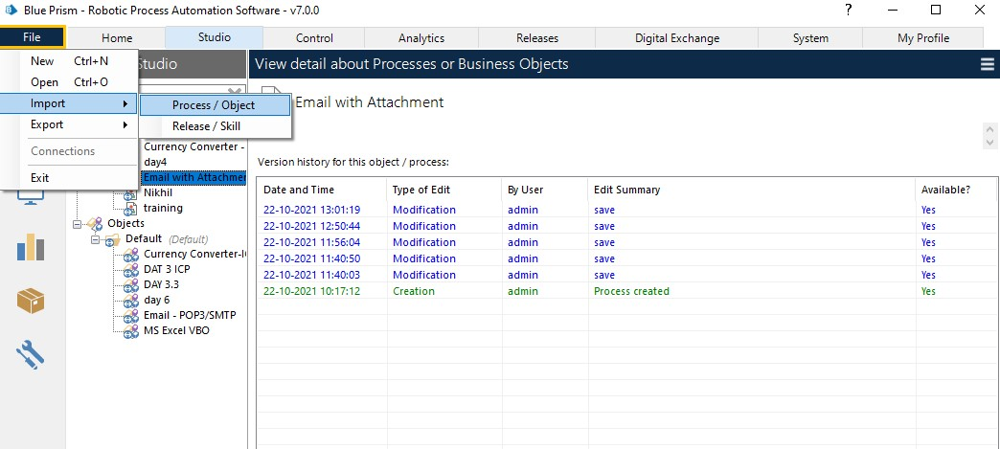 Blue Prism - Robotic Process Automation Software - v7.0.0
?
File Home Studio Control Analytics Releases Digital Exchange System My Profile
New Ctrl+N
Open Ctrl+O
Import
Export
Connections
Exit
Process / Object
Release / Skill
Studio
Currency Converter -
day4
Email with Attachmen
Nikhil
training
Objects
Default (Default)
Currency Converter-I
DAT 3 ICP
DAY 3.3
day 6
Email - POP3/SMTP
MS Excel VBO
View detail about Processes or Business Objects
Email with Attachment
Version history for this object / process:
Date and Time Type of Edit By User Edit Summary Available?
22-10-2021 13:01:19 Modification admin save Yes
22-10-2021 12:50:44 Modification admin save Yes
22-10-2021 11:56:04 Modification admin save Yes
22-10-2021 11:40:50 Modification admin save Yes
22-10-2021 11:40:03 Modification admin save Yes
22-10-2021 10:17:12 Creation admin Process created Yes